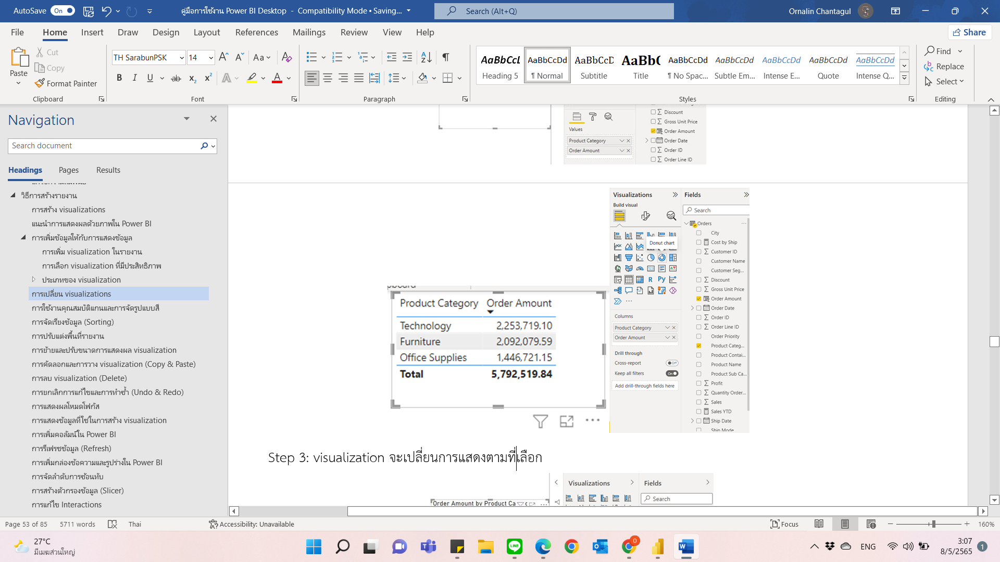 AutoSave On คู่มือการใช้งาน Power BI Desktop - Compatibility Mode • Saving... Search (Alt+Q) Ornalin Chantagul
File Home Insert Draw Design Layout References Mailings Review View Help Share
Paste Cut Copy Format Painter
TH SarabunPSK 14
AaBbCcI AaBbCcDd AaBbCcD AaBbC AaBbCcDd AaBbCcDd AaBbCcDd AaBbCcDd AaBbCcDd
Heading 5 ¶ Normal Subtitle Title ¶ No Spac... Subtle Em... Intense E... Quote Intense Q...
Find
Replace
Select
Clipboard Font Paragraph Styles Editing
Navigation
Search document
Headings Pages Results
วิธีการสร้างรายงาน
การสร้าง visualizations
แนะนำการแสดงผลด้วยภาพใน Power BI
การเพิ่มข้อมูลให้กับการแสดงข้อมูล
การเพิ่ม visualization ในรายงาน
การเลือก visualization ที่มีประสิทธิภาพ
ประเภทของ visualization
การเปลี่ยน visualizations
การใช้งานคุณสมบัติแกนและการจัดรูปแบบสี
การจัดเรียงข้อมูล (Sorting)
การปรับแต่งพื้นที่รายงาน
การย้ายและปรับขนาดการแสดงผล visualization
การคัดลอกและการวาง visualization (Copy & Paste)
การลบ visualization (Delete)
การยกเลิกการแก้ไขและการทำซ้ำ (Undo & Redo)
การแสดงผลโหมดโฟกัส
การแสดงข้อมูลที่ใช้ในการสร้าง visualization
การเพิ่มคอลัมน์ใน Power BI
การรีเฟรชข้อมูล (Refresh)
การเพิ่มกล่องข้อความและรูปร่างใน Power BI
การจัดลำดับการซ้อนทับ
การสร้างตัวกรองข้อมูล (Slicer)
การแก้ไข Interactions
Values
Product Category
Order Amount
Discount
Gross Unit Price
Order Amount
Order Date
Order ID
Order Line ID
Visualizations
Build visual
Donut chart
Columns
Product Category
Order Amount
Drill through
Cross-report Off
Keep all filters On
Add drill-through fields here
Fields
Search
Orders
City
Cost by Ship
Customer ID
Customer Name
Customer Seg...
Discount
Gross Unit Price
Order Amount
Order Date
Order ID
Order Line ID
Order Priority
Product Categ...
Product Contai...
Product Name
Product Sub Ca...
Profit
Quantity Order...
Sales
Sales YTD
Ship Date
Ship Mode
Product Category Order Amount
Technology 2,253,719.10
Furniture 2,092,079.59
Office Supplies 1,446,721.15
Total 5,792,519.84
Step 3: visualization จะเปลี่ยนการแสดงตามที่เลือก
Visualizations Fields
Search
Order Amount by Product Ca
Page 53 of 85 5711 words Thai Accessibility: Unavailable Focus 160%
27°C
มีเมฆส่วนใหญ่
ENG
3:07
8/5/2565
1